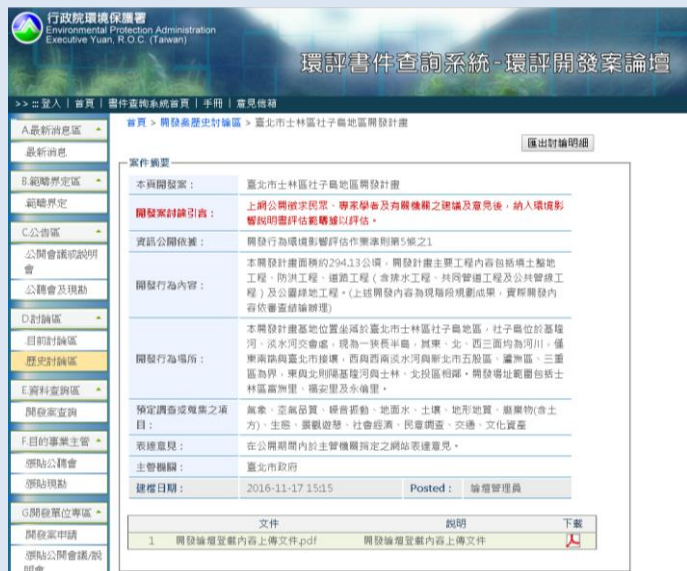 行政院環境保護署
Environmental Protection Administration
Executive Yuan, R.O.C. (Taiwan)
環評書件查詢系統-環評開發案論壇
>> :::登入 | 首頁 | 書件查詢系統首頁 | 手冊 | 意見信箱
首頁 > 開發案歷史討論區 > 臺北市士林區社子島地區開發計畫
匯出討論明細
A.最新消息區
最新消息
B.範疇界定區
範疇界定
C.公告區
公開會議或說明
會
公聽會及現勘
D.討論區
目前討論區
歷史討論區
E.資料查詢區
開發案查詢
F.目的事業主管
張貼公聽會
張貼現勘
G.開發單位專區
開發案申請
張貼公開會議/說
明會
案件摘要
本頁開發案： 臺北市士林區社子島地區開發計畫
開發案討論引言： 上網公開徵求民眾、專家學者及有關機關之建議及意見後，納入環境影
響說明書評估範疇據以評估。
資訊公開依據： 開發行為環境影響評估作業準則第5條之1
開發行為內容： 本開發計畫面積約294.13公頃，開發計畫主要工程內容包括填土整地
工程、防洪工程、道路工程（含排水工程、共同管道工程及公共管線工
程）及公園綠地工程。(上述開發內容為現階段規劃成果，實際開發內
容依審查結論辦理)
開發行為場所： 本開發計畫基地位置坐落於臺北市士林區社子島地區，社子島位於基隆
河、淡水河交會處，現為一狹長半島，其東、北、西三面均為河川，僅
東南端與臺北市接壤，西與西南淡水河與新北市五股區、蘆洲區、三重
區為界，東與北則隔基隆河與士林、北投區相鄰。開發場址範圍包括士
林區富洲里、福安里及永倫里。
預定調查或蒐集之項
目： 氣象、空氣品質、噪音振動、地面水、土壤、地形地質、廢棄物(含土
方)、生態、景觀遊憩、社會經濟、民意調查、交通、文化資產
表達意見： 在公開期間內於主管機關指定之網站表達意見。
主管機關： 臺北市政府
建檔日期： 2016-11-17 15:15 Posted： 論壇管理員
文件 說明 下載
1 開發論壇登載內容上傳文件.pdf 開發論壇登載內容上傳文件